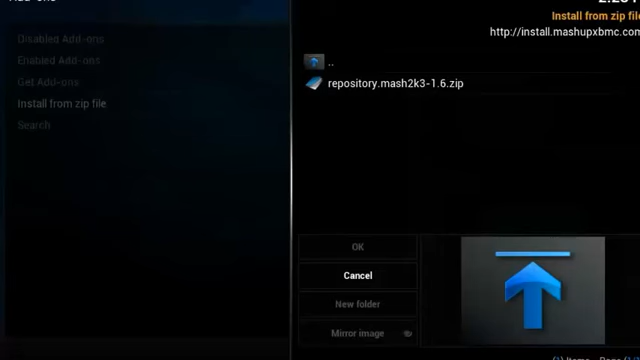 Disabled Add-ons
Enabled Add-ons
Get Add-ons
Install from zip file
Search
Install from zip file
http://install.mashupxbmc.com
..
repository.mash2k3-1.6.zip
OK
Cancel
New folder
Mirror image